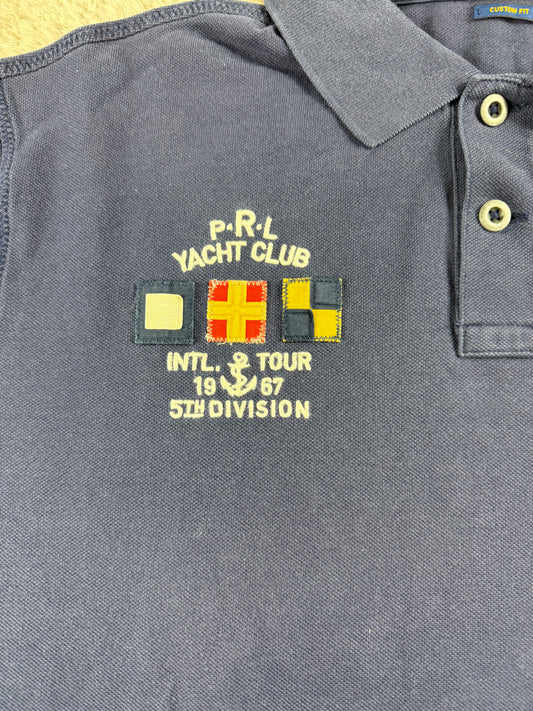 CUSTOM FIT
P·R·L
YACHT CLUB
INTL. TOUR
19 67
5TH DIVISION